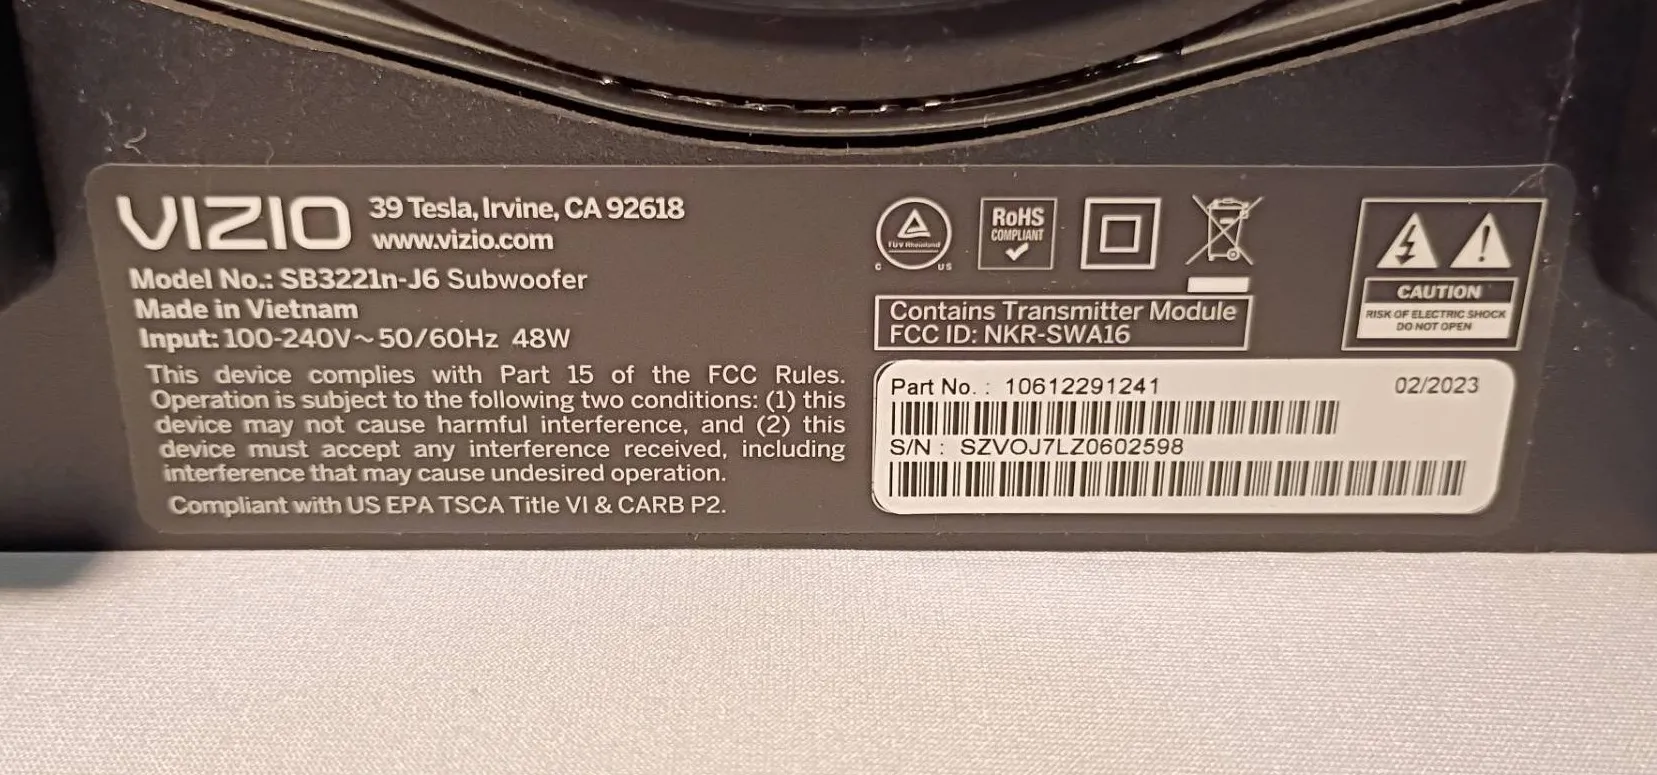 VIZIO
39 Tesla, Irvine, CA 92618
www.vizio.com
Model No.: SB3221n-J6 Subwoofer
Made in Vietnam
Input: 100-240V~50/60Hz 48W
This device complies with Part 15 of the FCC Rules.
Operation is subject to the following two conditions: (1) this
device may not cause harmful interference, and (2) this
device must accept any interference received, including
interference that may cause undesired operation.
Compliant with US EPA TSCA Title VI & CARB P2.
TÜVRheinland
C US
RoHS
COMPLIANT
Contains Transmitter Module
FCC ID: NKR-SWA16
CAUTION
RISK OF ELECTRIC SHOCK
DO NOT OPEN
Part No. : 10612291241 02/2023
S/N : SZVOJ7LZ0602598